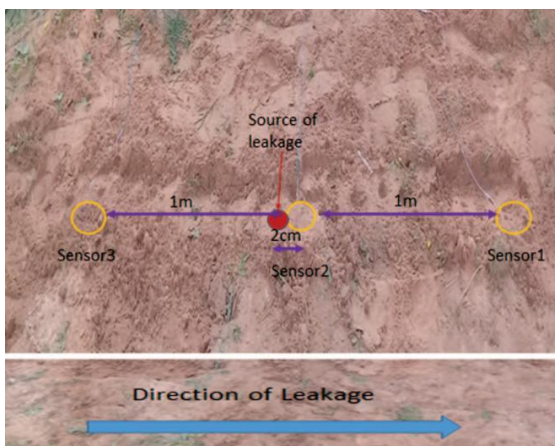 Source of
leakage
1m
1m
2cm
Sensor3
Sensor2
Sensor1
Direction of Leakage